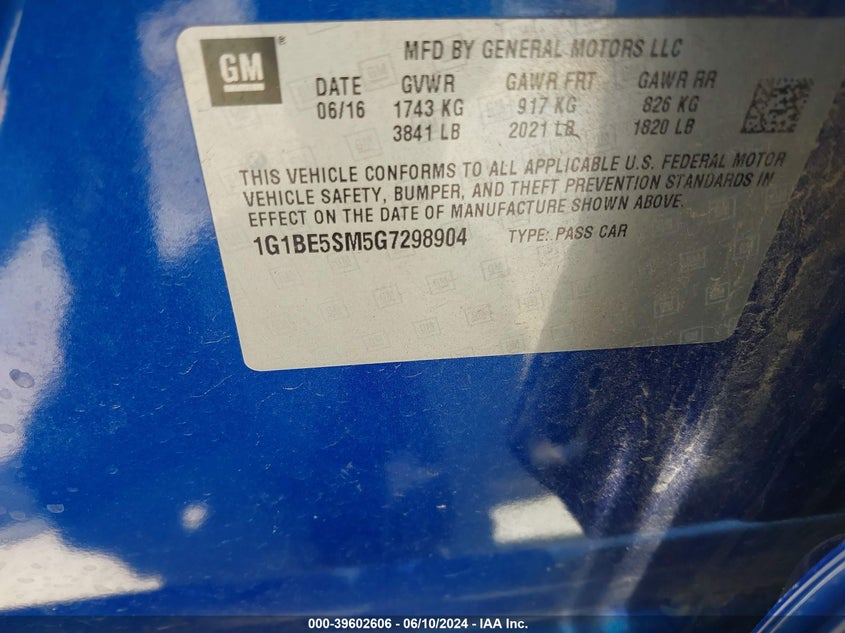 GM®
MFD BY GENERAL MOTORS LLC
DATE GVWR GAWR FRT GAWR RR
06/16 1743 KG 917 KG 826 KG
3841 LB 2021 LB 1820 LB
THIS VEHICLE CONFORMS TO ALL APPLICABLE U.S. FEDERAL MOTOR
VEHICLE SAFETY, BUMPER, AND THEFT PREVENTION STANDARDS IN
EFFECT ON THE DATE OF MANUFACTURE SHOWN ABOVE.
1G1BE5SM5G7298904 TYPE: PASS CAR
000-39602606 - 06/10/2024 - IAA Inc.